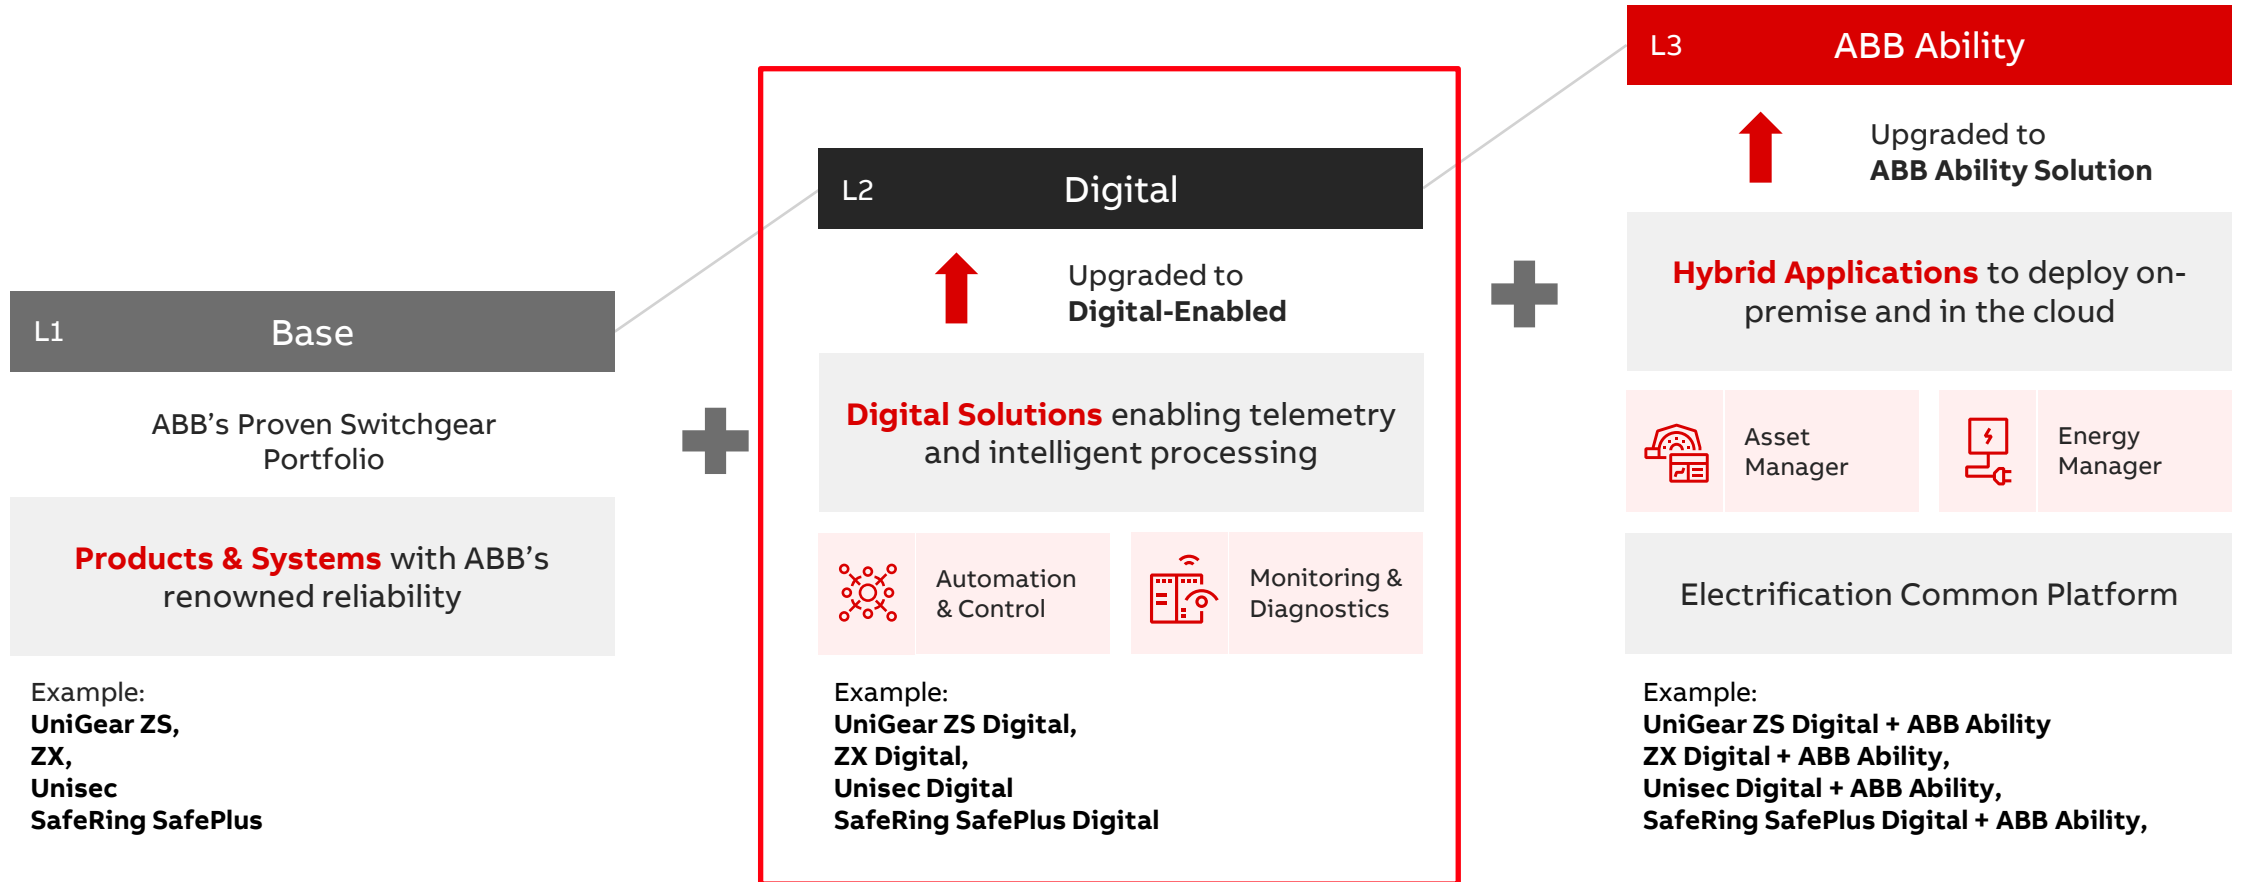 L1
Base
ABB’s Proven Switchgear
Portfolio
Products & Systems with ABB’s
renowned reliability
Example:
UniGear ZS,
ZX,
Unisec
SafeRing SafePlus
L2
Digital
Upgraded to
Digital-Enabled
Digital Solutions enabling telemetry
and intelligent processing
Automation
& Control
Monitoring &
Diagnostics
Example:
UniGear ZS Digital,
ZX Digital,
Unisec Digital
SafeRing SafePlus Digital
L3
ABB Ability
Upgraded to
ABB Ability Solution
Hybrid Applications to deploy on-
premise and in the cloud
Asset
Manager
Energy
Manager
Electrification Common Platform
Example:
UniGear ZS Digital + ABB Ability
ZX Digital + ABB Ability,
Unisec Digital + ABB Ability,
SafeRing SafePlus Digital + ABB Ability,